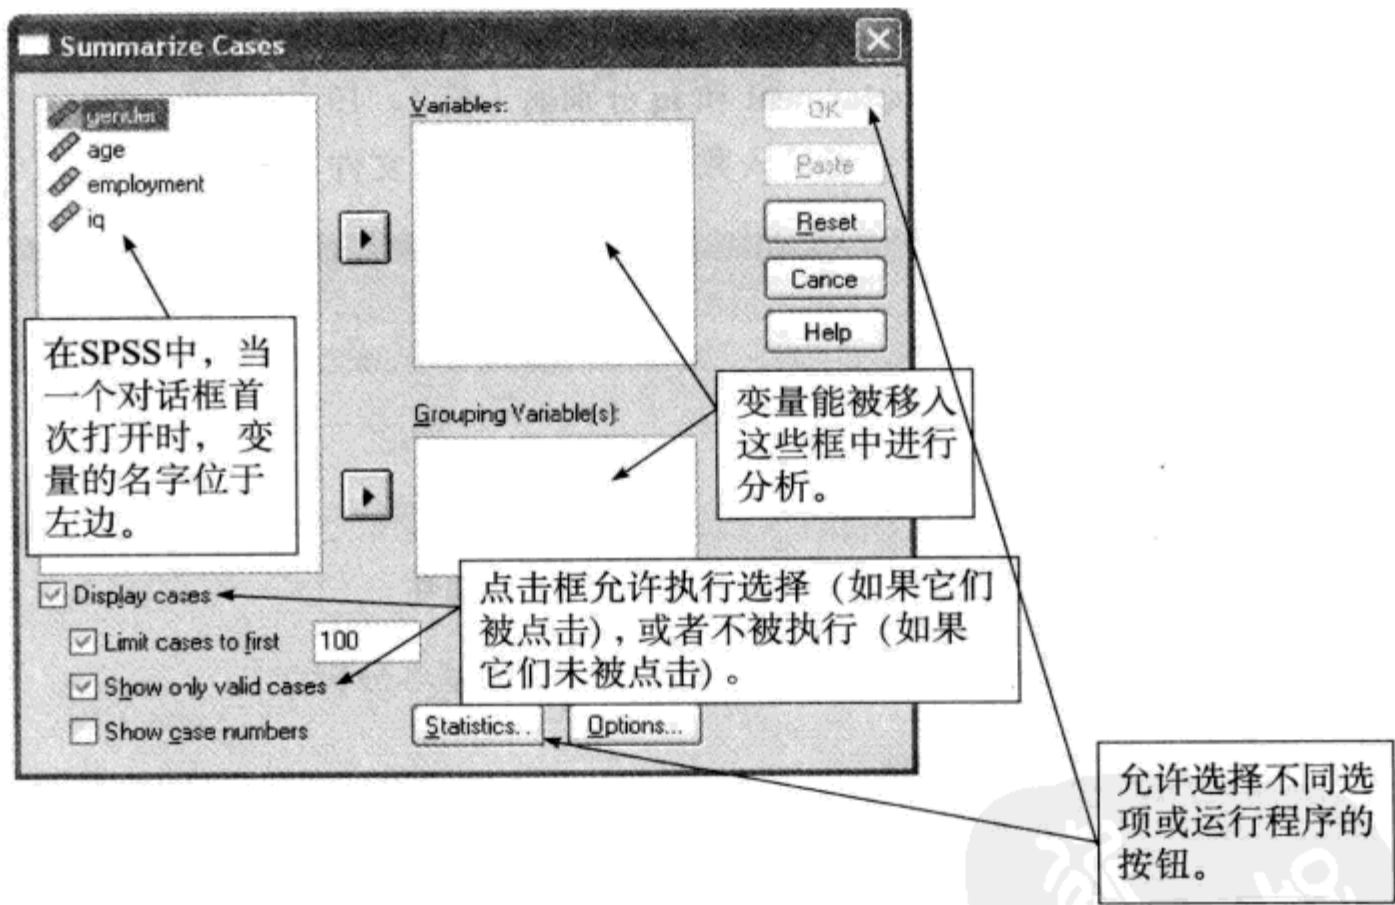 Summarize Cases
gender
age
employment
iq
Variables:
OK
Paste
Reset
Cance
Help
在SPSS中，当
一个对话框首
次打开时， 变
量的名字位于
左边。
变量能被移入
这些框中进行
分析。
Grouping Variable(s):
点击框允许执行选择（如果它们
被点击），或者不被执行（如果
它们未被点击）。
Display cases
Limit cases to first 100
Show only valid cases
Show case numbers
Statistics. .
Options...
允许选择不同选
项或运行程序的
按钮。